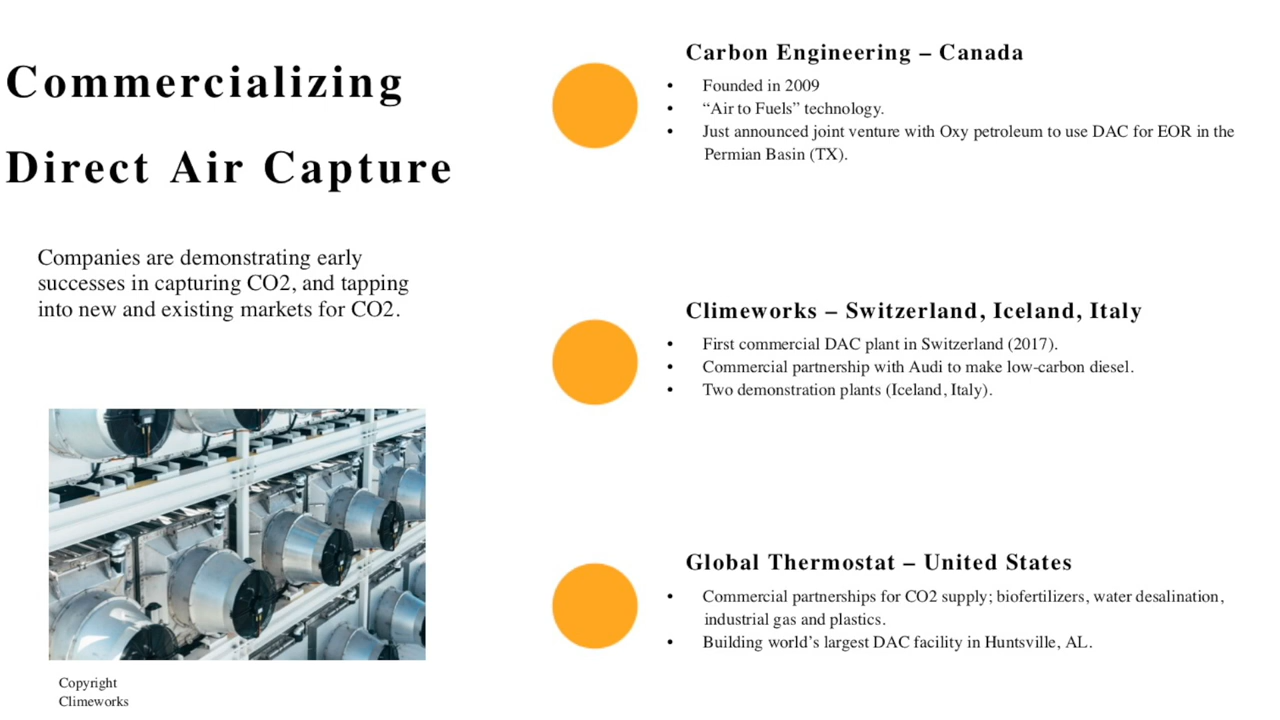 Commercializing
Direct Air Capture
Companies are demonstrating early
successes in capturing CO2, and tapping
into new and existing markets for CO2.
Copyright
Climeworks
Carbon Engineering – Canada
• Founded in 2009
• “Air to Fuels” technology.
• Just announced joint venture with Oxy petroleum to use DAC for EOR in the
Permian Basin (TX).
Climeworks – Switzerland, Iceland, Italy
• First commercial DAC plant in Switzerland (2017).
• Commercial partnership with Audi to make low-carbon diesel.
• Two demonstration plants (Iceland, Italy).
Global Thermostat – United States
• Commercial partnerships for CO2 supply; biofertilizers, water desalination,
industrial gas and plastics.
• Building world’s largest DAC facility in Huntsville, AL.